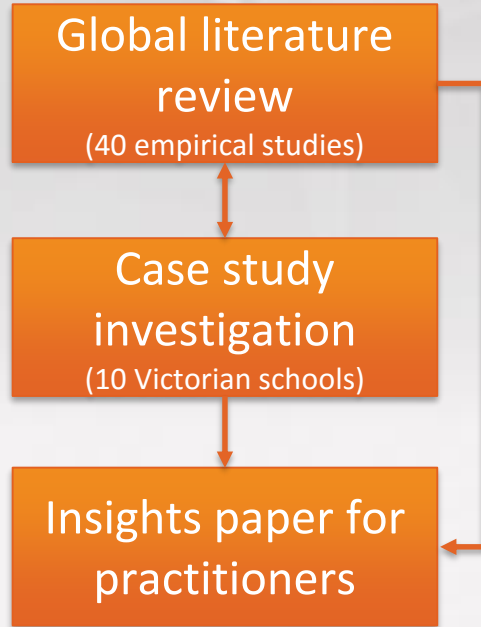 Global literature
review
(40 empirical studies)
Case study
investigation
(10 Victorian schools)
Insights paper for
practitioners